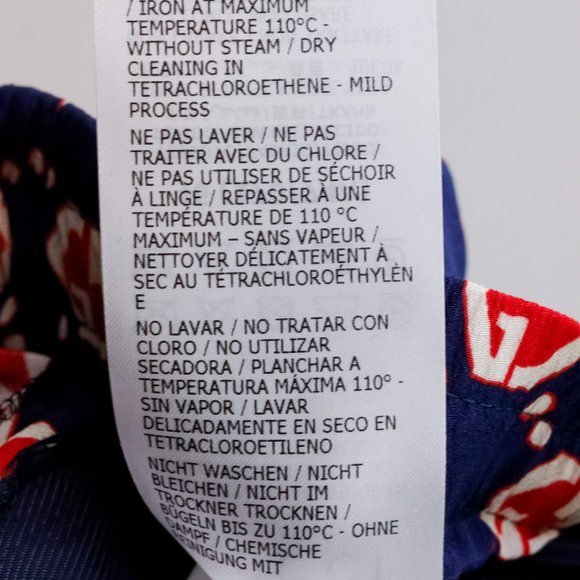 / IRON AT MAXIMUM
TEMPERATURE 110°C -
WITHOUT STEAM / DRY
CLEANING IN
TETRACHLOROETHENE - MILD
PROCESS
NE PAS LAVER / NE PAS
TRAITER AVEC DU CHLORE /
NE PAS UTILISER DE SÉCHOIR
À LINGE / REPASSER À UNE
TEMPÉRATURE DE 110 °C
MAXIMUM – SANS VAPEUR /
NETTOYER DÉLICATEMENT À
SEC AU TÉTRACHLOROÉTHYLÈN
E
NO LAVAR / NO TRATAR CON
CLORO / NO UTILIZAR
SECADORA / PLANCHAR A
TEMPERATURA MÁXIMA 110° -
SIN VAPOR / LAVAR
DELICADAMENTE EN SECO EN
TETRACLOROETILENO
NICHT WASCHEN / NICHT
BLEICHEN / NICHT IM
TROCKNER TROCKNEN /
BÜGELN BIS ZU 110°C - OHNE
DAMPF / CHEMISCHE
REINIGUNG MIT